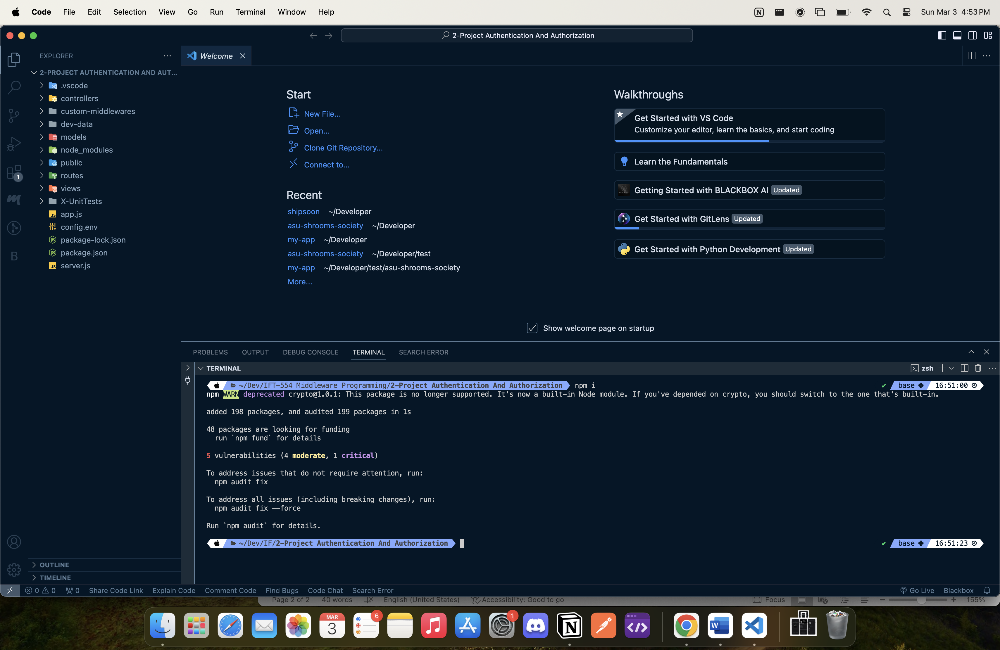 Code File Edit Selection View Go Run Terminal Window Help Sun Mar 3 4:53 PM
2-Project Authentication And Authorization
EXPLORER
Welcome
2-PROJECT AUTHENTICATION AND AUT...
.vscode
controllers
custom-middlewares
dev-data
models
node_modules
public
routes
views
X-UnitTests
app.js
config.env
package-lock.json
package.json
server.js
1
B
OUTLINE
TIMELINE
Start
New File...
Open...
Clone Git Repository...
Connect to...
Recent
shipsoon ~/Developer
asu-shrooms-society ~/Developer
my-app ~/Developer
asu-shrooms-society ~/Developer/test
my-app ~/Developer/test/asu-shrooms-society
More...
Walkthroughs
Get Started with VS Code
Customize your editor, learn the basics, and start coding
Learn the Fundamentals
Getting Started with BLACKBOX AI Updated
Get Started with GitLens Updated
Get Started with Python Development Updated
Show welcome page on startup
PROBLEMS OUTPUT DEBUG CONSOLE TERMINAL SEARCH ERROR
TERMINAL zsh
~/Dev/IFT-554 Middleware Programming/2-Project Authentication And Authorization npm i ✔ base 16:51:00
npm WARN deprecated crypto@1.0.1: This package is no longer supported. It's now a built-in Node module. If you've depended on crypto, you should switch to the one that's built-in.
added 198 packages, and audited 199 packages in 1s
48 packages are looking for funding
run `npm fund` for details
5 vulnerabilities (4 moderate, 1 critical)
To address issues that do not require attention, run:
npm audit fix
To address all issues (including breaking changes), run:
npm audit fix --force
Run `npm audit` for details.
~/Dev/IF/2-Project Authentication And Authorization ✔ base 16:51:23
0 0 0 Share Code Link Explain Code Comment Code Find Bugs Code Chat Search Error Go Live Blackbox
Page 2 of 2 40 words English (United States) Accessibility: Good to go Focus 155%
MAR
3
6
1
W